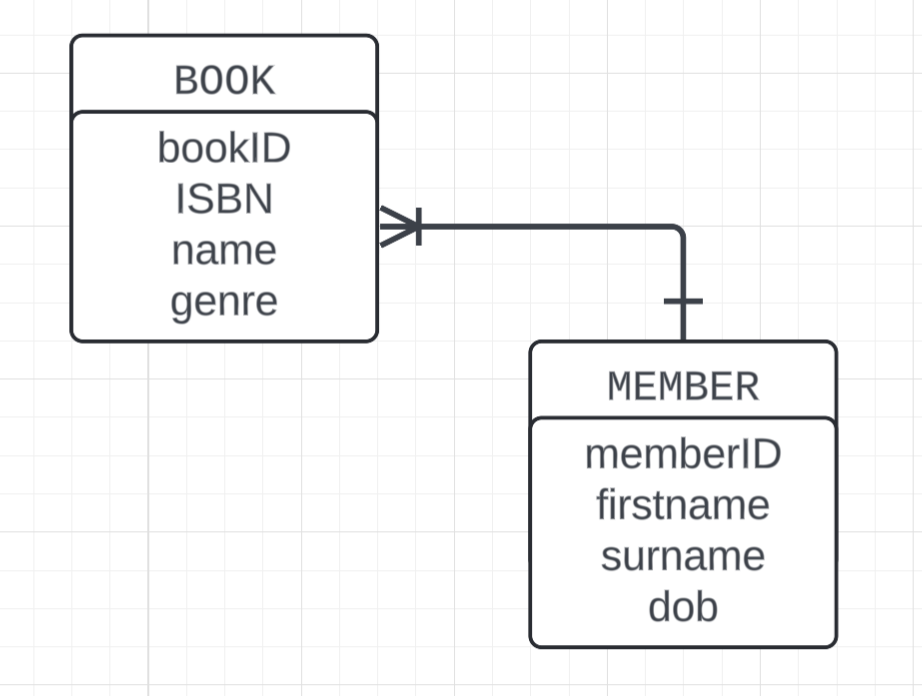 BOOK
bookID
ISBN
name
genre
MEMBER
memberID
firstname
surname
dob